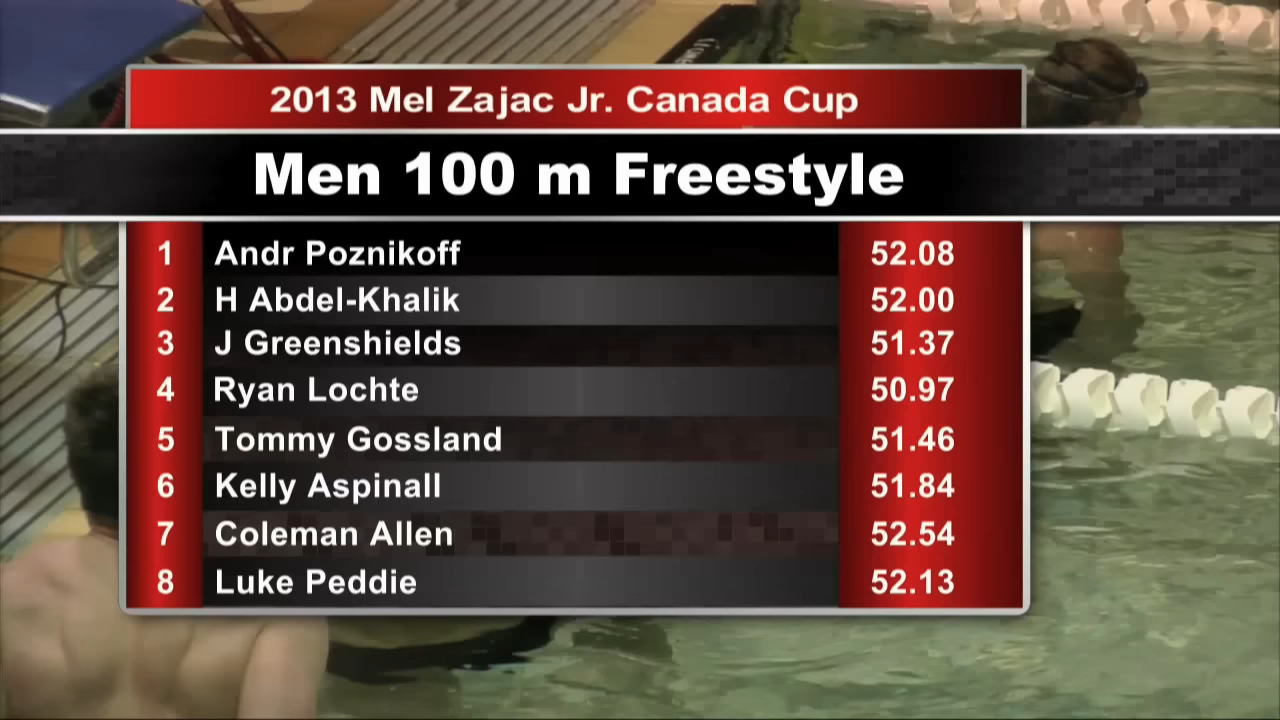 2013 Mel Zajac Jr. Canada Cup
Men 100 m Freestyle
1 Andr Poznikoff 52.08
2 H Abdel-Khalik 52.00
3 J Greenshields 51.37
4 Ryan Lochte 50.97
5 Tommy Gossland 51.46
6 Kelly Aspinall 51.84
7 Coleman Allen 52.54
8 Luke Peddie 52.13